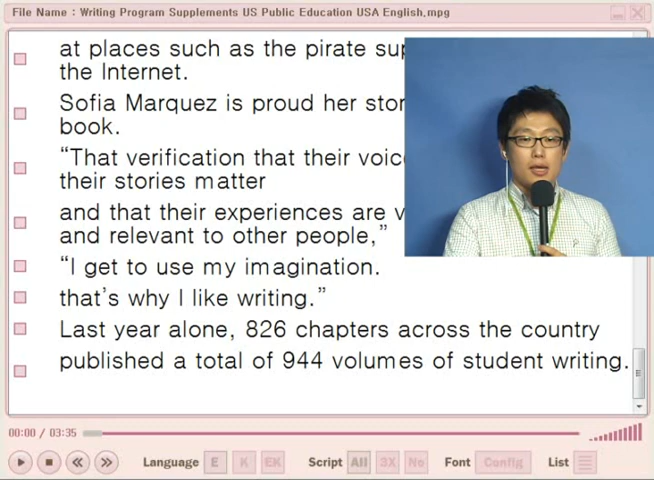 File Name : Writing Program Supplements US Public Education USA English.mpg
at places such as the pirate
the Internet.
Sofia Marquez is proud her
book.
“That verification that their
their stories matter
and that their experiences are
and relevant to other people,”
“I get to use my imagination.
that’s why I like writing.”
Last year alone, 826 chapters across the country
published a total of 944 volumes of student writing.
00:00 / 03:35
Language E K EK Script All 3X No Font Config List